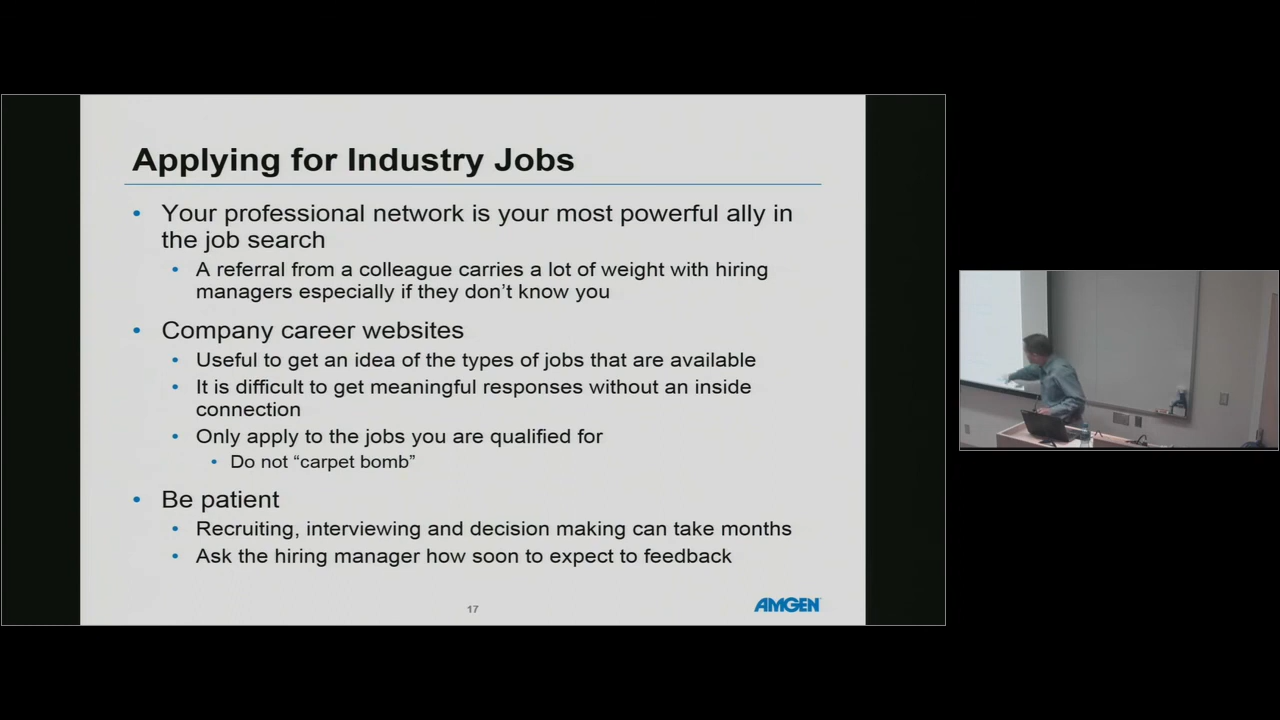 Applying for Industry Jobs
• Your professional network is your most powerful ally in
the job search
• A referral from a colleague carries a lot of weight with hiring
managers especially if they don't know you
• Company career websites
• Useful to get an idea of the types of jobs that are available
• It is difficult to get meaningful responses without an inside
connection
• Only apply to the jobs you are qualified for
• Do not “carpet bomb”
• Be patient
• Recruiting, interviewing and decision making can take months
• Ask the hiring manager how soon to expect to feedback
17
AMGEN